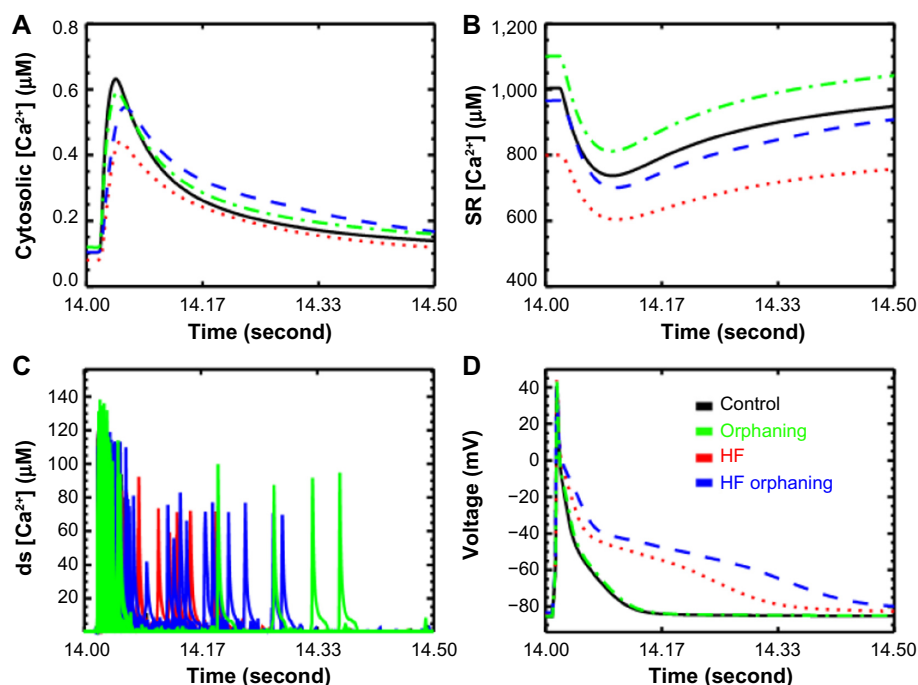 A
Cytosolic [Ca²⁺] (µM)
0.8
0.6
0.4
0.2
0.0
14.00 14.17 14.33 14.50
Time (second)
B
SR [Ca²⁺] (µM)
1,200
1,000
800
600
400
14.00 14.17 14.33 14.50
Time (second)
C
ds [Ca²⁺] (µM)
140
120
100
80
60
40
20
14.00 14.17 14.33 14.50
Time (second)
D
Voltage (mV)
40
20
0
−20
−40
−60
−80
Control
Orphaning
HF
HF orphaning
14.00 14.17 14.33 14.50
Time (second)